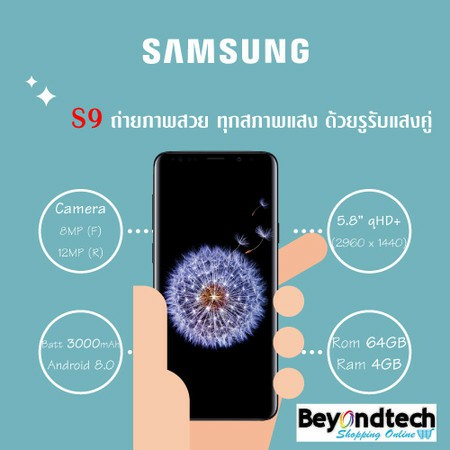 SAMSUNG
S9 ถ่ายภาพสวย ทุกสภาพแสง ด้วยรูรับแสงคู่
Camera
8MP (F)
12MP (R)
5.8" qHD+
(2960 x 1440)
Batt 3000mAh
Android 8.0
Rom 64GB
Ram 4GB
Beyondtech
Shopping Online